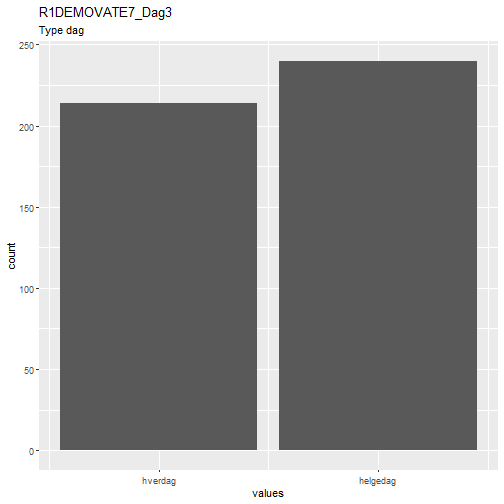 R1DEMOVATE7_Dag3
Type dag
250
200
150
100
50
0
count
hverdag
helgedag
values